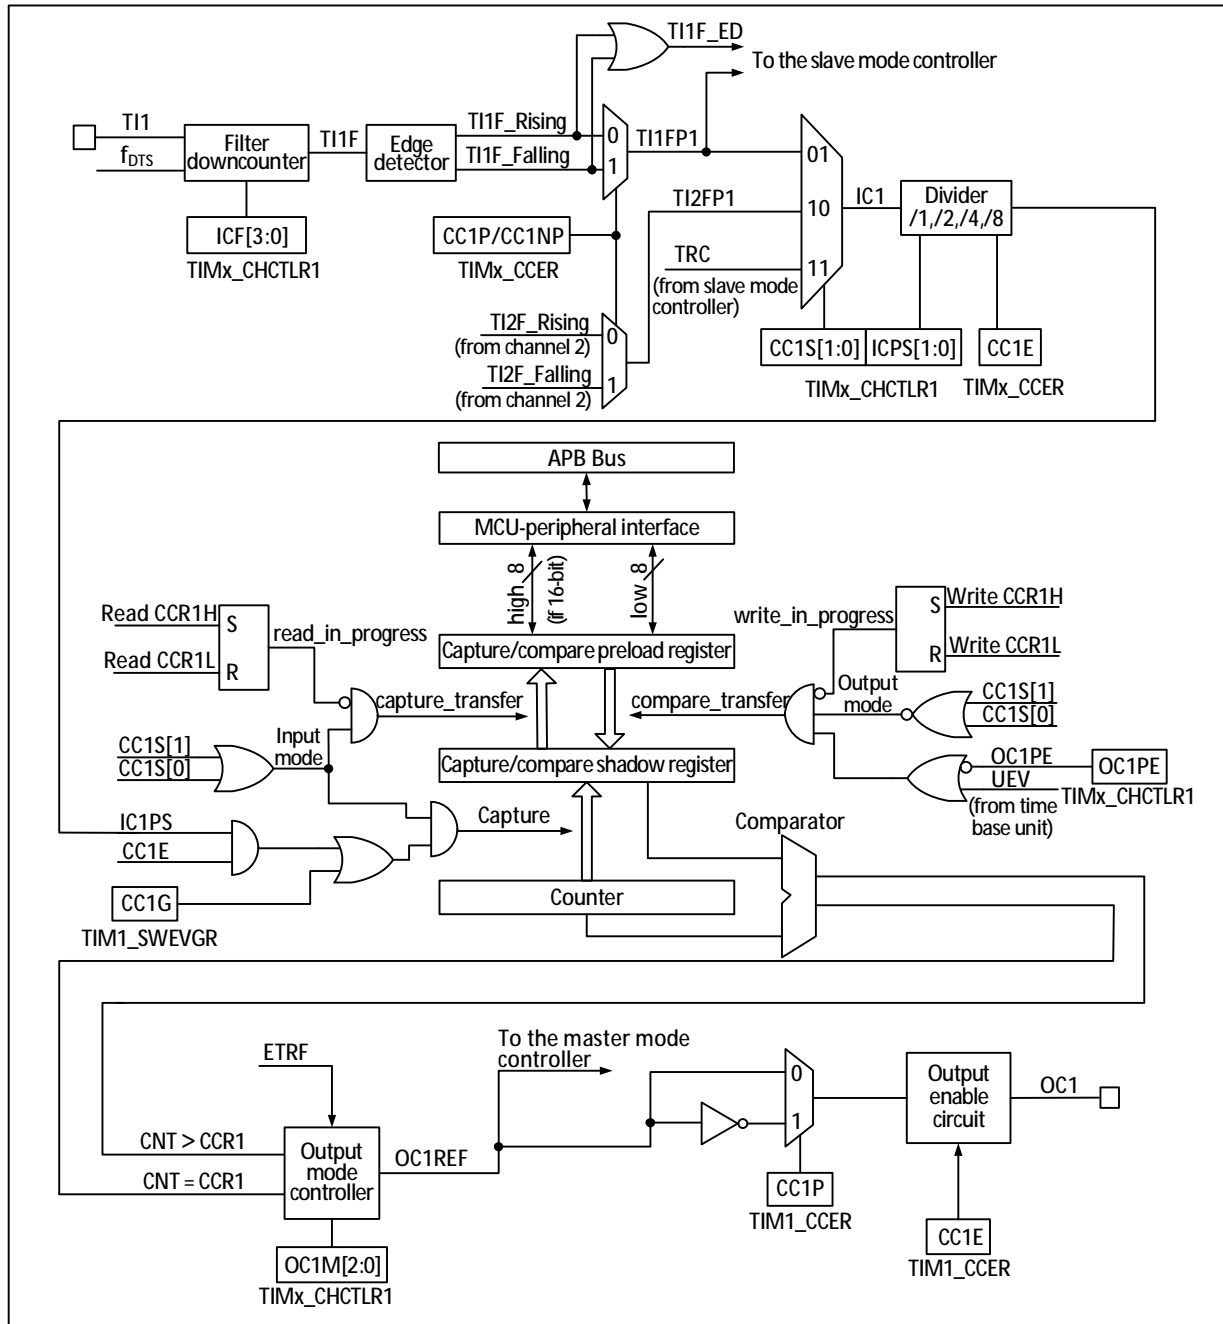 TI1F_ED
To the slave mode controller
TI1
f_DTS
Filter
downcounter
TI1F
Edge
detector
TI1F_Rising
TI1F_Falling
0
1
TI1FP1
01
10
11
TI2FP1
TRC
(from slave mode
controller)
IC1
Divider
/1,/2,/4,/8
ICF[3:0]
TIMx_CHCTLR1
CC1P/CC1NP
TIMx_CCER
TI2F_Rising
(from channel 2)
TI2F_Falling
(from channel 2)
0
1
CC1S[1:0]
ICPS[1:0]
TIMx_CHCTLR1
CC1E
TIMx_CCER
APB Bus
MCU-peripheral interface
high 8
(if 16-bit)
low 8
Read CCR1H
Read CCR1L
S
R
read_in_progress
Capture/compare preload register
write_in_progress
S
R
Write CCR1H
Write CCR1L
capture_transfer
compare_transfer
Output
mode
CC1S[1]
CC1S[0]
CC1S[1]
CC1S[0]
Input
mode
Capture/compare shadow register
OC1PE
UEV
(from time
base unit)
OC1PE
TIMx_CHCTLR1
IC1PS
CC1E
Capture
Comparator
CC1G
TIM1_SWEVGR
Counter
ETRF
To the master mode
controller
CNT > CCR1
CNT = CCR1
Output
mode
controller
OC1REF
0
1
Output
enable
circuit
OC1
CC1P
TIM1_CCER
CC1E
TIM1_CCER
OC1M[2:0]
TIMx_CHCTLR1